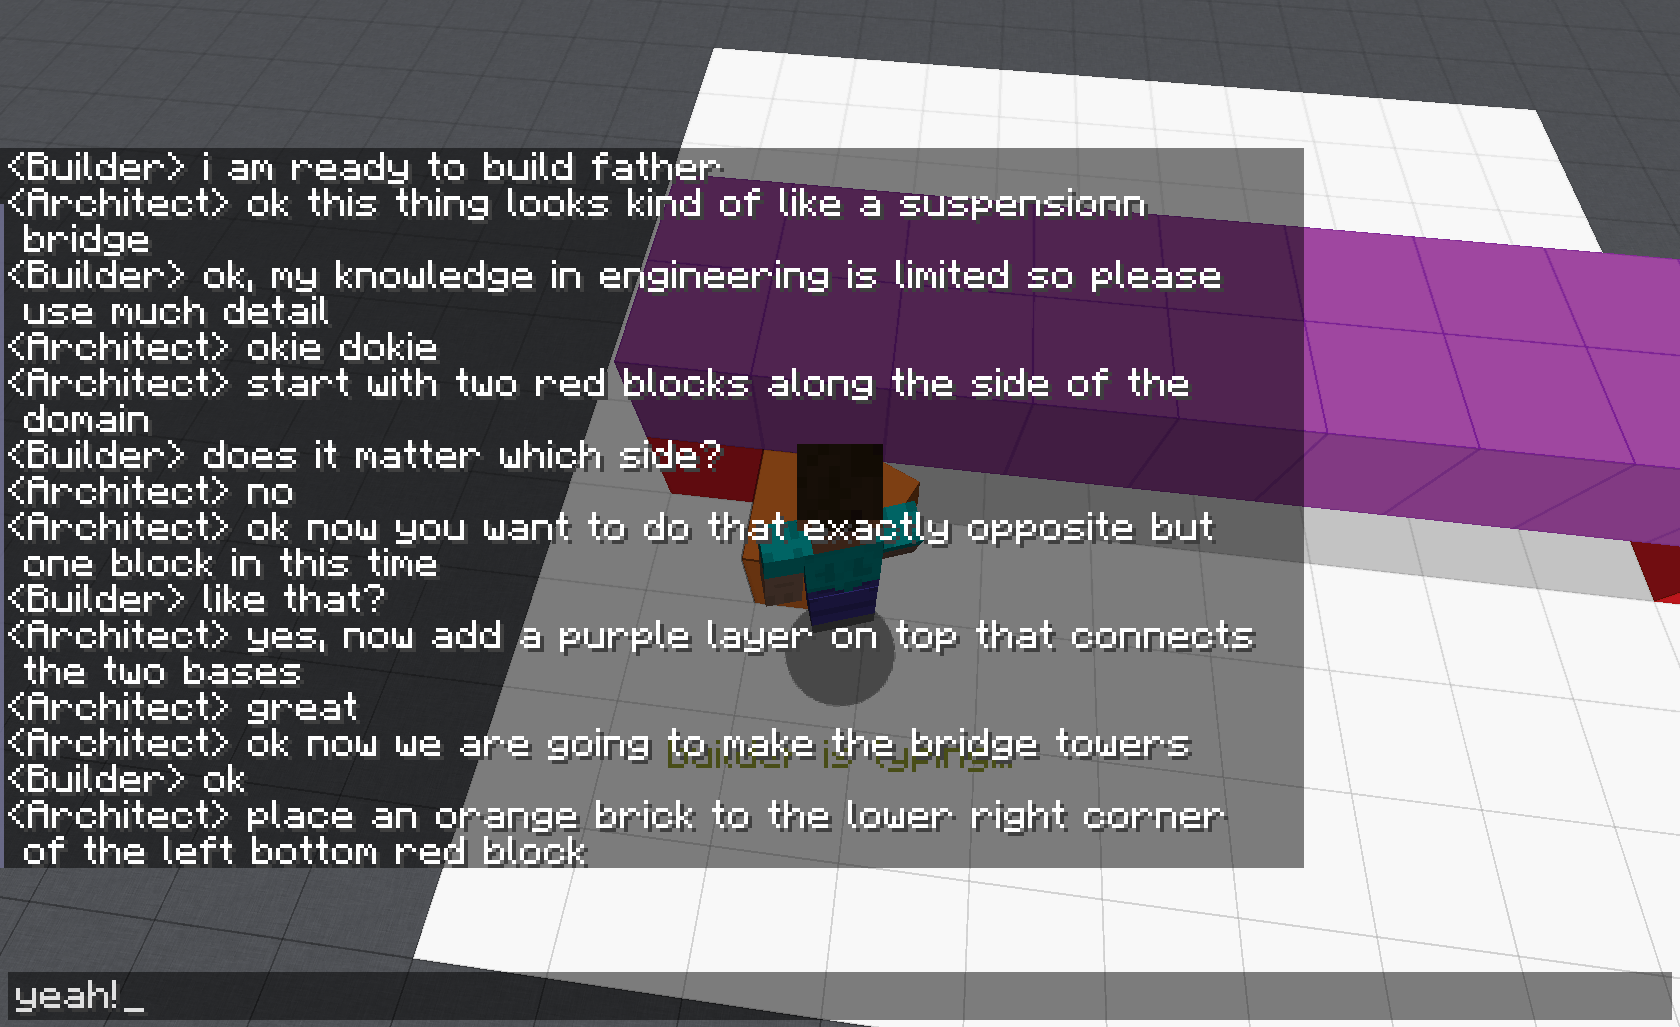 <Builder> i am ready to build father
<Architect> ok this thing looks kind of like a suspensionn
bridge
<Builder> ok, my knowledge in engineering is limited so please
use much detail
<Architect> okie dokie
<Architect> start with two red blocks along the side of the
domain
<Builder> does it matter which side?
<Architect> no
<Architect> ok now you want to do that exactly opposite but
one block in this time
<Builder> like that?
<Architect> yes, now add a purple layer on top that connects
the two bases
<Architect> great
<Architect> ok now we are going to make the bridge towers
Builder is typing...
<Builder> ok
<Architect> place an orange brick to the lower right corner
of the left bottom red block
yeah!_